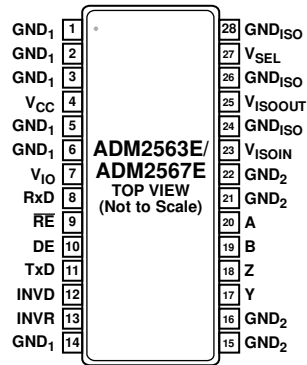 GND1 1
GND1 2
GND1 3
VCC 4
GND1 5
GND1 6
VIO 7
RxD 8
RE 9
DE 10
TxD 11
INVD 12
INVR 13
GND1 14
ADM2563E/
ADM2567E
TOP VIEW
(Not to Scale)
28 GNDISO
27 VSEL
26 GNDISO
25 VISOOUT
24 GNDISO
23 VISOIN
22 GND2
21 GND2
20 A
19 B
18 Z
17 Y
16 GND2
15 GND2